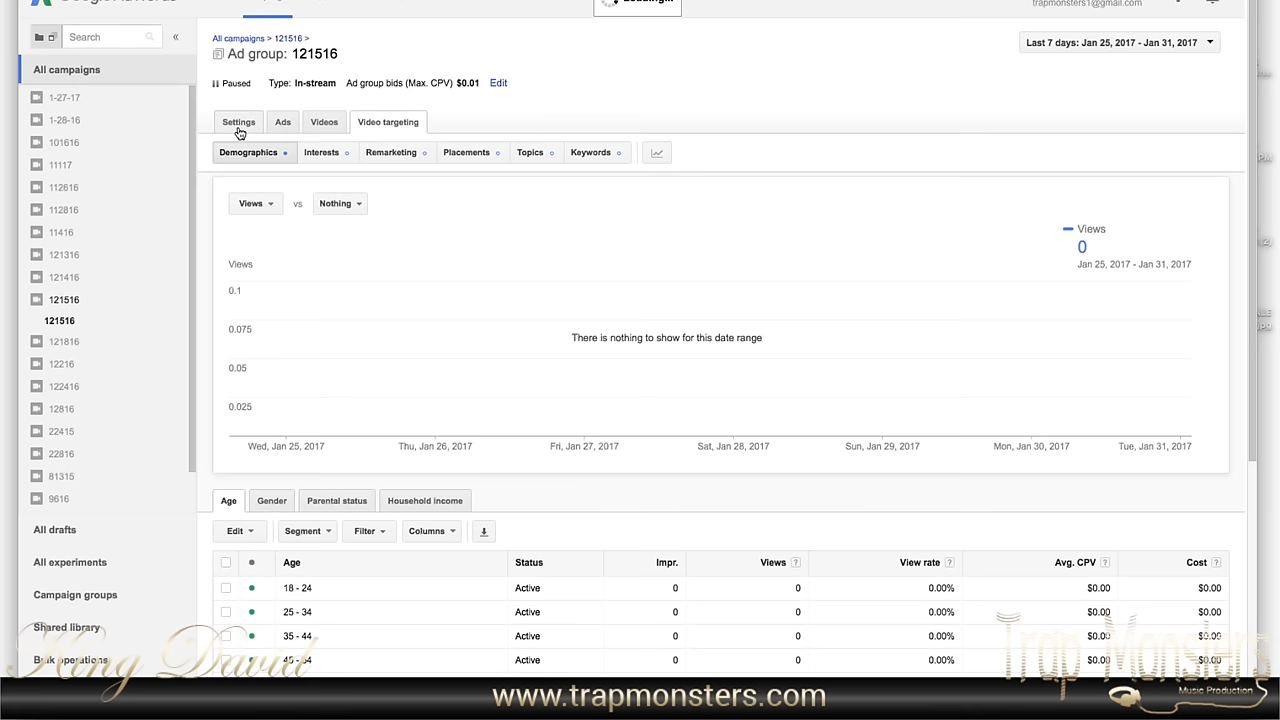 Loading...
trapmonsters1@gmail.com
Search
«
All campaigns > 121516 >
Ad group: 121516
Last 7 days: Jan 25, 2017 - Jan 31, 2017
All campaigns
Paused Type: In-stream Ad group bids (Max. CPV) $0.01 Edit
1-27-17
1-28-16
101616
11117
112616
112816
11416
121316
121416
121516
121516
121816
12216
122416
12816
22415
22816
81315
9616
All drafts
All experiments
Campaign groups
Shared library
Bulk operations
Settings Ads Videos Video targeting
Demographics Interests Remarketing Placements Topics Keywords
Views vs Nothing
Views
0
Jan 25, 2017 - Jan 31, 2017
Views
0.1
0.075
There is nothing to show for this date range
0.05
0.025
Wed, Jan 25, 2017 Thu, Jan 26, 2017 Fri, Jan 27, 2017 Sat, Jan 28, 2017 Sun, Jan 29, 2017 Mon, Jan 30, 2017 Tue, Jan 31, 2017
Age Gender Parental status Household income
Edit Segment Filter Columns
Age Status Impr. Views ? View rate ? Avg. CPV ? Cost ?
18 - 24 Active 0 0 0.00% $0.00 $0.00
25 - 34 Active 0 0 0.00% $0.00 $0.00
35 - 44 Active 0 0 0.00% $0.00 $0.00
45 - 54 Active 0 0 0.00% $0.00 $0.00
King David
Trap Monsters
Music Production
www.trapmonsters.com